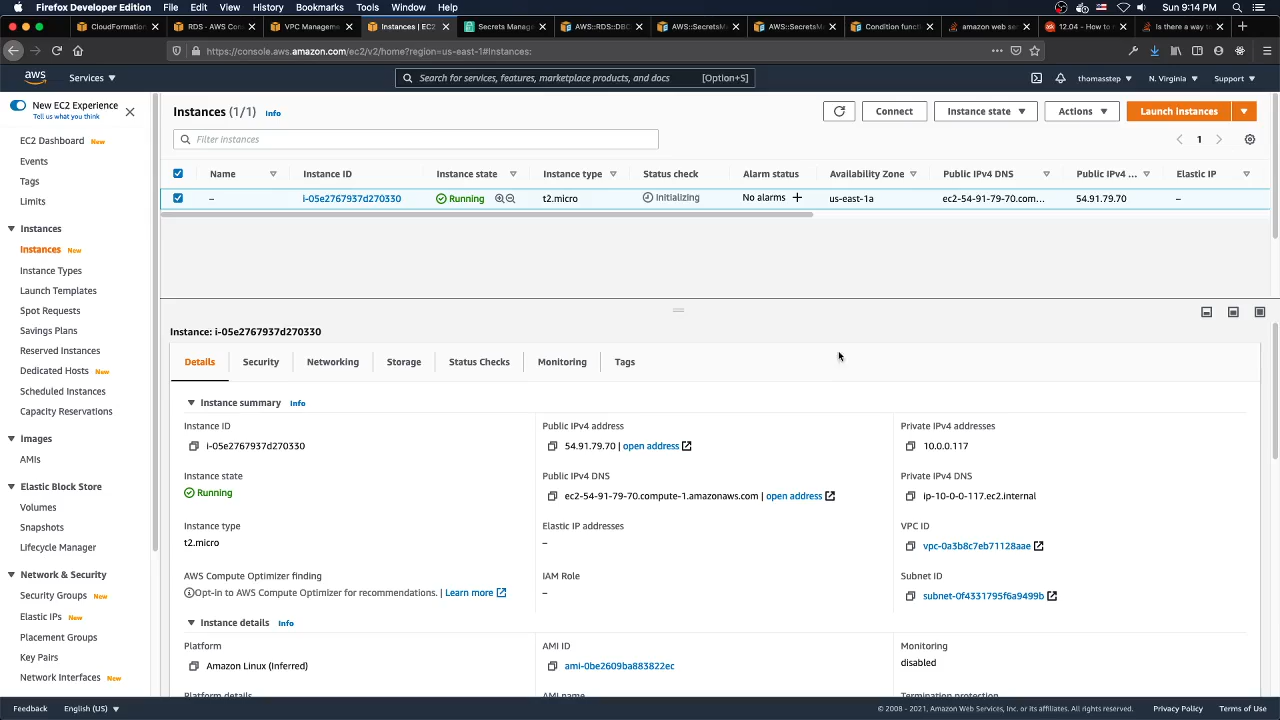 Firefox Developer Edition File Edit View History Bookmarks Tools Window Help Sun 9:14 PM
CloudFormation RDS - AWS Con VPC Managem Instances | EC2 Secrets Manage AWS::RDS::DBC AWS::SecretsM AWS::SecretsM Condition func amazon web se 12.04 - How to Is there a way to
https://console.aws.amazon.com/ec2/v2/home?region=us-east-1#Instances:
aws Services Search for services, features, marketplace products, and docs [Option+S] thomasstep N. Virginia Support
New EC2 Experience
Tell us what you think
EC2 Dashboard New
Events
Tags
Limits
Instances
Instances New
Instance Types
Launch Templates
Spot Requests
Savings Plans
Reserved Instances
Dedicated Hosts New
Scheduled Instances
Capacity Reservations
Images
AMIs
Elastic Block Store
Volumes
Snapshots
Lifecycle Manager
Network & Security
Security Groups New
Elastic IPs New
Placement Groups
Key Pairs
Network Interfaces New
Instances (1/1) Info Connect Instance state Actions Launch instances
Filter instances 1
Name Instance ID Instance state Instance type Status check Alarm status Availability Zone Public IPv4 DNS Public IPv4 ... Elastic IP
– i-05e2767937d270330 Running t2.micro Initializing No alarms + us-east-1a ec2-54-91-79-70.com... 54.91.79.70 –
Instance: i-05e2767937d270330
Details Security Networking Storage Status Checks Monitoring Tags
Instance summary Info
Instance ID Public IPv4 address Private IPv4 addresses
i-05e2767937d270330 54.91.79.70 | open address 10.0.0.117
Instance state Public IPv4 DNS Private IPv4 DNS
Running ec2-54-91-79-70.compute-1.amazonaws.com | open address ip-10-0-0-117.ec2.internal
Instance type Elastic IP addresses VPC ID
t2.micro – vpc-0a3b8c7eb71128aae
AWS Compute Optimizer finding IAM Role Subnet ID
Opt-in to AWS Compute Optimizer for recommendations. | Learn more – subnet-0f4331795f6a9499b
Instance details Info
Platform AMI ID Monitoring
Amazon Linux (Inferred) ami-0be2609ba883822ec disabled
Platform details AMI name Termination protection
Feedback English (US) © 2008 - 2021, Amazon Web Services, Inc. or its affiliates. All rights reserved. Privacy Policy Terms of Use